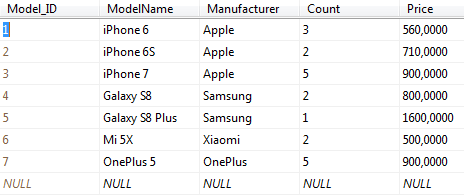 Model_ID ModelName Manufacturer Count Price
1 iPhone 6 Apple 3 560,0000
2 iPhone 6S Apple 2 710,0000
3 iPhone 7 Apple 5 900,0000
4 Galaxy S8 Samsung 2 800,0000
5 Galaxy S8 Plus Samsung 1 1600,0000
6 Mi 5X Xiaomi 2 500,0000
7 OnePlus 5 OnePlus 5 900,0000
NULL NULL NULL NULL NULL